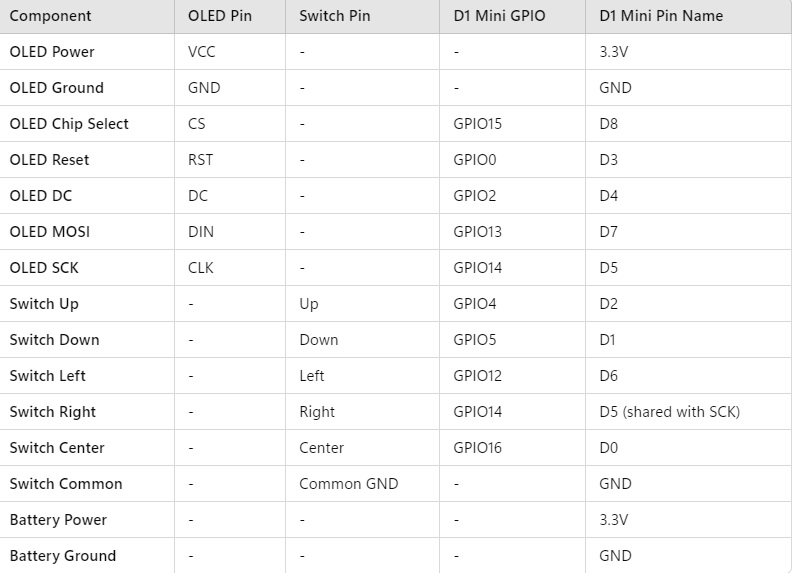 Component OLED Pin Switch Pin D1 Mini GPIO D1 Mini Pin Name
OLED Power VCC - - 3.3V
OLED Ground GND - - GND
OLED Chip Select CS - GPIO15 D8
OLED Reset RST - GPIO0 D3
OLED DC DC - GPIO2 D4
OLED MOSI DIN - GPIO13 D7
OLED SCK CLK - GPIO14 D5
Switch Up - Up GPIO4 D2
Switch Down - Down GPIO5 D1
Switch Left - Left GPIO12 D6
Switch Right - Right GPIO14 D5 (shared with SCK)
Switch Center - Center GPIO16 D0
Switch Common - Common GND - GND
Battery Power - - - 3.3V
Battery Ground - - - GND